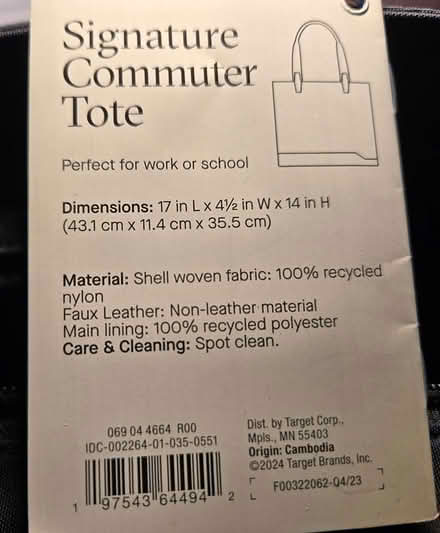 Signature
Commuter
Tote
Perfect for work or school
Dimensions: 17 in L x 4½ in W x 14 in H
(43.1 cm x 11.4 cm x 35.5 cm)
Material: Shell woven fabric: 100% recycled
nylon
Faux Leather: Non-leather material
Main lining: 100% recycled polyester
Care & Cleaning: Spot clean.
069 04 4664 R00
IDC-002264-01-035-0551
1 97543 64494 2
Dist. by Target Corp.,
Mpls., MN 55403
Origin: Cambodia
©2024 Target Brands, Inc.
F00322062-Q4/23